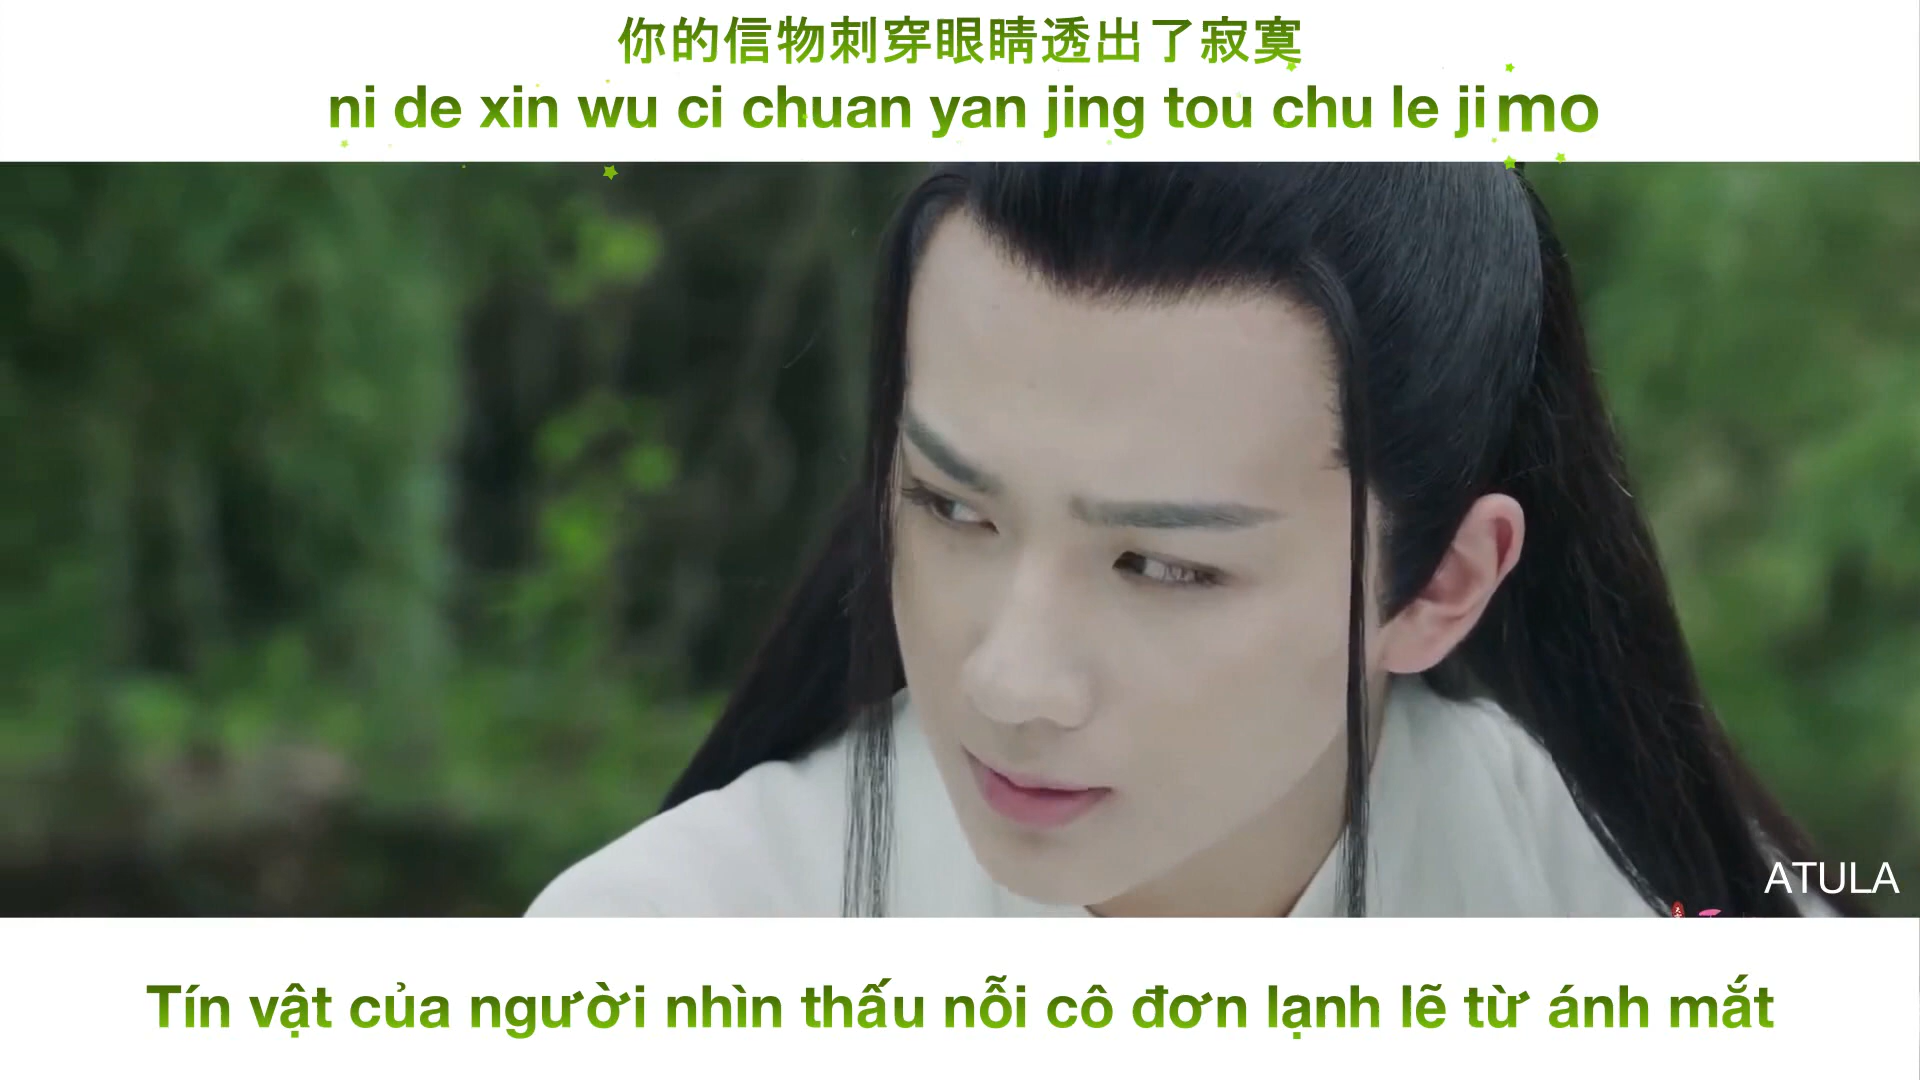 你的信物刺穿眼睛透出了寂寞
ni de xin wu ci chuan yan jing tou chu le ji mo
ATULA
Tín vật của người nhìn thấu nỗi cô đơn lạnh lẽ từ ánh mắt